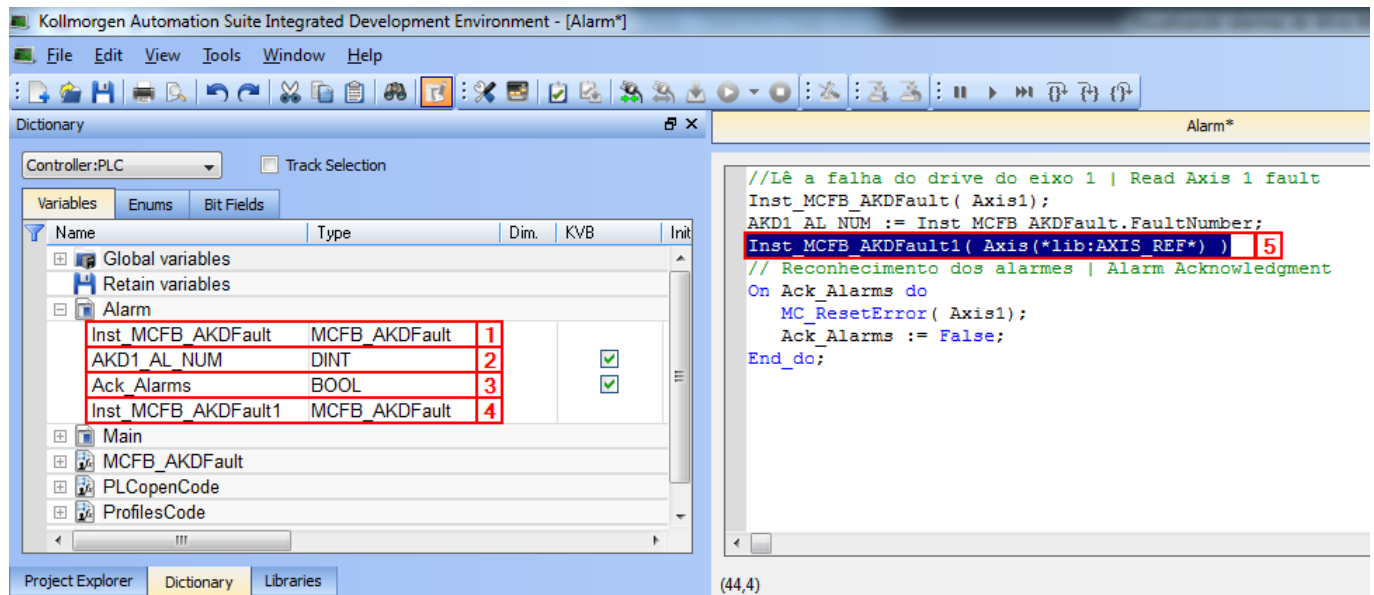 Kollmorgen Automation Suite Integrated Development Environment - [Alarm*]
File Edit View Tools Window Help
Dictionary
Controller:PLC
Track Selection
Variables Enums Bit Fields
Name Type Dim. KVB Init
Global variables
Retain variables
Alarm
Inst_MCFB_AKDFault MCFB_AKDFault 1
AKD1_AL_NUM DINT 2
Ack_Alarms BOOL 3
Inst_MCFB_AKDFault1 MCFB_AKDFault 4
Main
MCFB_AKDFault
PLCopenCode
ProfilesCode
Project Explorer Dictionary Libraries
Alarm*
//Lê a falha do drive do eixo 1 | Read Axis 1 fault
Inst_MCFB_AKDFault( Axis1);
AKD1_AL_NUM := Inst_MCFB_AKDFault.FaultNumber;
Inst_MCFB_AKDFault1( Axis(*lib:AXIS_REF*) ) 5
// Reconhecimento dos alarmes | Alarm Acknowledgment
On Ack_Alarms do
MC_ResetError( Axis1);
Ack_Alarms := False;
End_do;
(44,4)